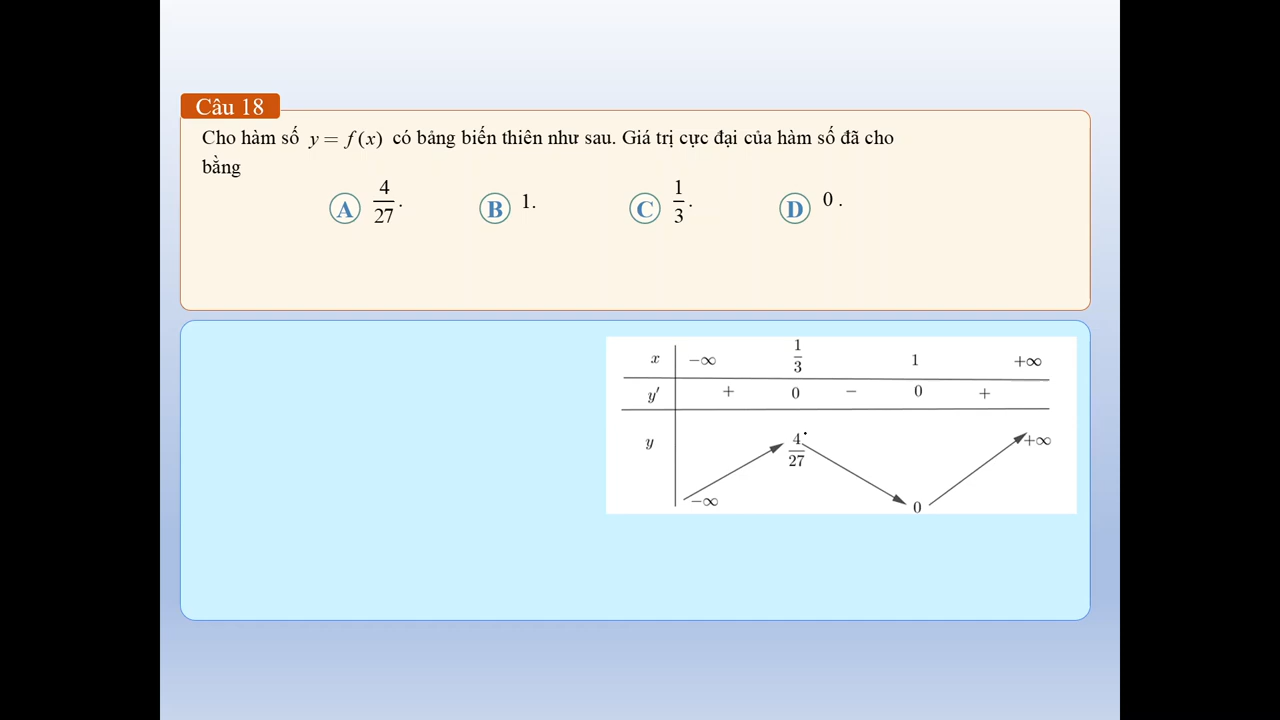 Câu 18
Cho hàm số y = f(x) có bảng biến thiên như sau. Giá trị cực đại của hàm số đã cho
bằng
A 4/27. B 1. C 1/3. D 0 .
x −∞ 1/3 1 +∞
y′ + 0 − 0 +
y −∞ 4/27 0 +∞